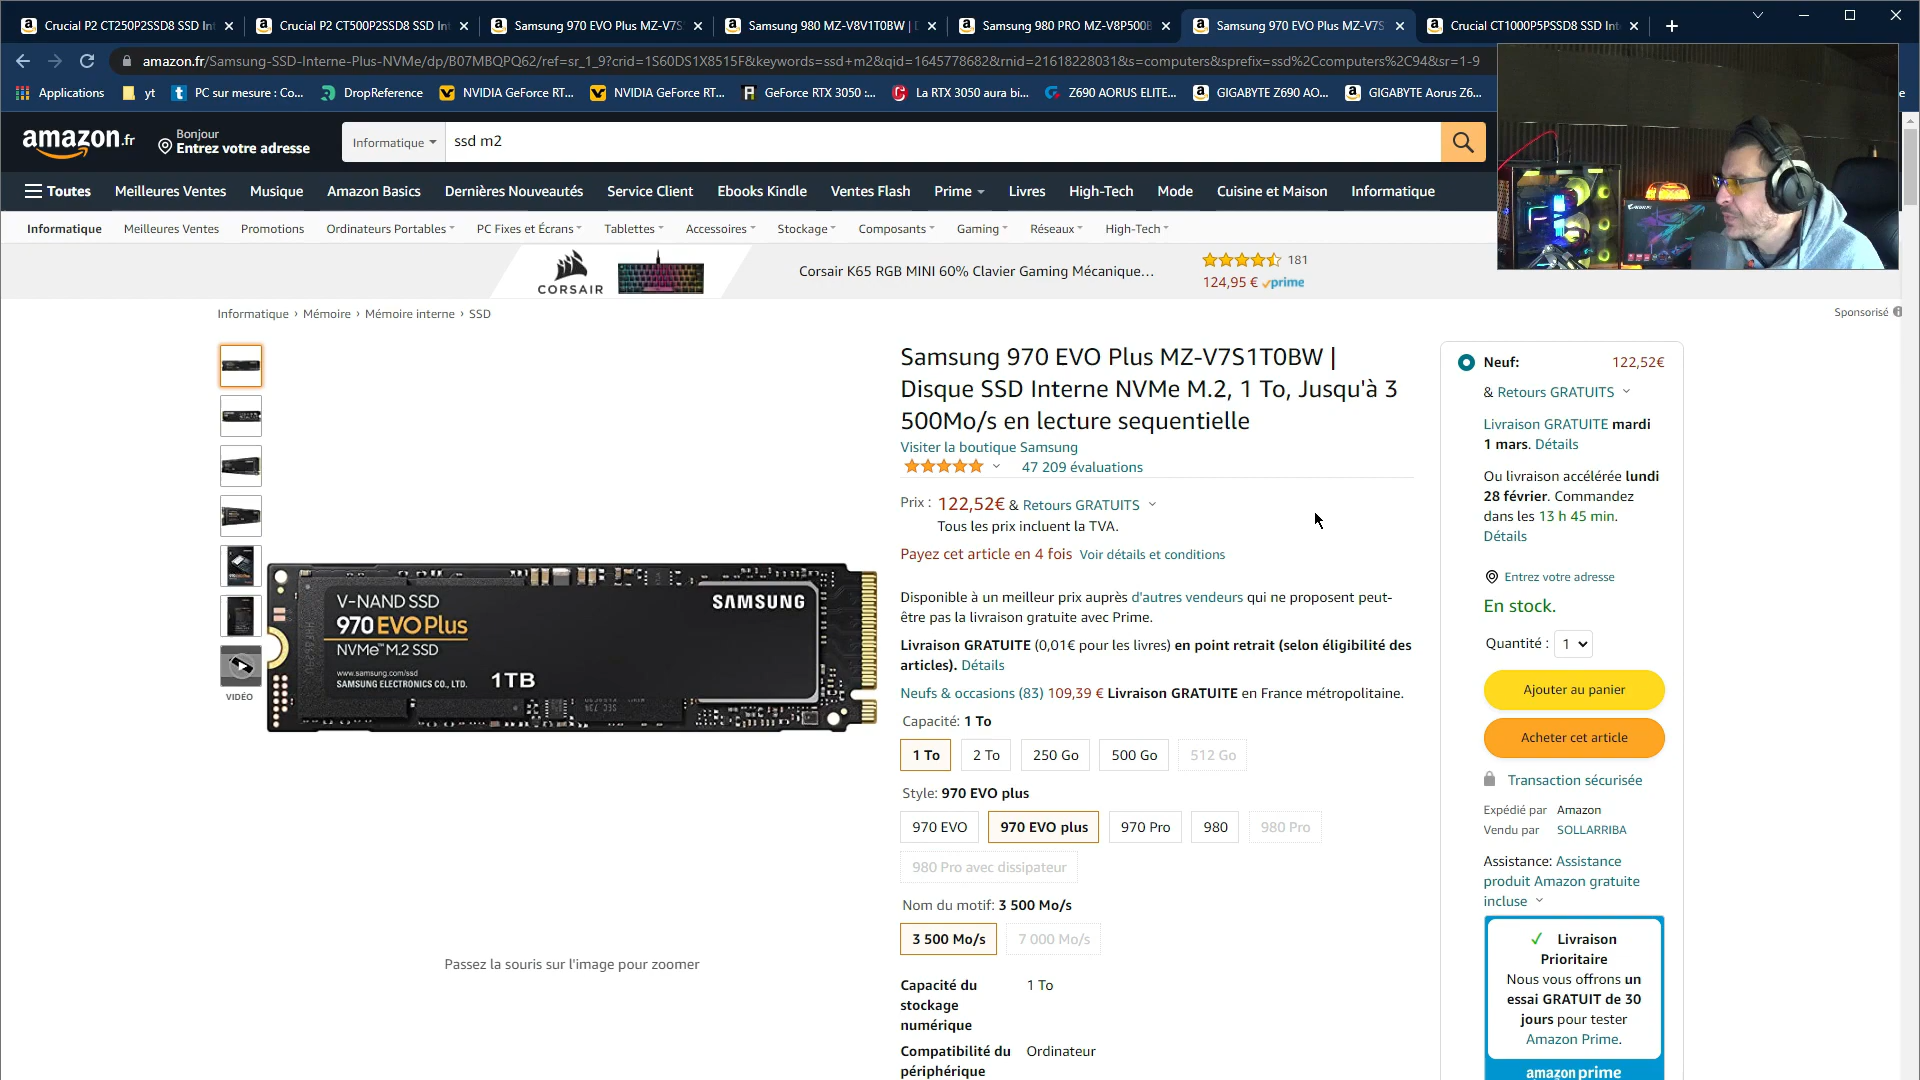 Crucial P2 CT250P2SSD8 SSD Int
Crucial P2 CT500P2SSD8 SSD Int
Samsung 970 EVO Plus MZ-V7S
Samsung 980 MZ-V8V1T0BW | D
Samsung 980 PRO MZ-V8P500B
Samsung 970 EVO Plus MZ-V7S
Crucial CT1000P5PSSD8 SSD Inte
amazon.fr/Samsung-SSD-Interne-Plus-NVMe/dp/B07MBQPQ62/ref=sr_1_9?crid=1S60DS1X8515F&keywords=ssd+m2&qid=1645778682&rnid=21618228031&s=computers&sprefix=ssd%2Ccomputers%2C94&sr=1-9
Applications
yt
PC sur mesure : Co...
DropReference
NVIDIA GeForce RT...
NVIDIA GeForce RT...
GeForce RTX 3050 :...
La RTX 3050 aura bi...
Z690 AORUS ELITE...
GIGABYTE Z690 AO...
GIGABYTE Aorus Z6...
amazon.fr
Bonjour
Entrez votre adresse
Informatique
ssd m2
Toutes
Meilleures Ventes
Musique
Amazon Basics
Dernières Nouveautés
Service Client
Ebooks Kindle
Ventes Flash
Prime
Livres
High-Tech
Mode
Cuisine et Maison
Informatique
Informatique
Meilleures Ventes
Promotions
Ordinateurs Portables
PC Fixes et Écrans
Tablettes
Accessoires
Stockage
Composants
Gaming
Réseaux
High-Tech
CORSAIR
Corsair K65 RGB MINI 60% Clavier Gaming Mécanique...
181
124,95 € prime
Informatique › Mémoire › Mémoire interne › SSD
Sponsorisé
Samsung 970 EVO Plus MZ-V7S1T0BW |
Disque SSD Interne NVMe M.2, 1 To, Jusqu'à 3
500Mo/s en lecture sequentielle
Visiter la boutique Samsung
47 209 évaluations
Prix : 122,52€ & Retours GRATUITS
Tous les prix incluent la TVA.
Payez cet article en 4 fois Voir détails et conditions
Disponible à un meilleur prix auprès d'autres vendeurs qui ne proposent peut-
être pas la livraison gratuite avec Prime.
Livraison GRATUITE (0,01€ pour les livres) en point retrait (selon éligibilité des
articles). Détails
Neufs & occasions (83) 109,39 € Livraison GRATUITE en France métropolitaine.
Capacité: 1 To
1 To
2 To
250 Go
500 Go
512 Go
Style: 970 EVO plus
970 EVO
970 EVO plus
970 Pro
980
980 Pro
980 Pro avec dissipateur
Nom du motif: 3 500 Mo/s
3 500 Mo/s
7 000 Mo/s
Capacité du
stockage
numérique
1 To
Compatibilité du
périphérique
Ordinateur
V-NAND SSD
970 EVO Plus
NVMe™ M.2 SSD
www.samsung.com/ssd
SAMSUNG ELECTRONICS CO., LTD.
1TB
SAMSUNG
VIDÉO
Passez la souris sur l'image pour zoomer
Neuf:
122,52€
& Retours GRATUITS
Livraison GRATUITE mardi
1 mars. Détails
Ou livraison accélérée lundi
28 février. Commandez
dans les 13 h 45 min.
Détails
Entrez votre adresse
En stock.
Quantité : 1
Ajouter au panier
Acheter cet article
Transaction sécurisée
Expédié par Amazon
Vendu par SOLLARRIBA
Assistance: Assistance
produit Amazon gratuite
incluse
Livraison
Prioritaire
Nous vous offrons un
essai GRATUIT de 30
jours pour tester
Amazon Prime.
amazon prime